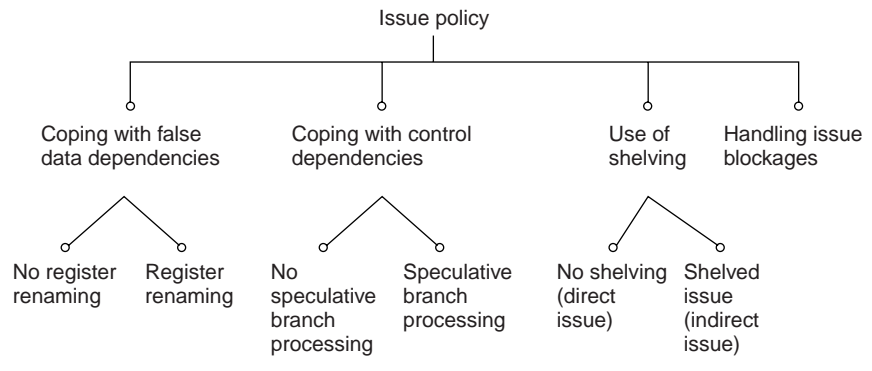 Issue policy
Coping with false
data dependencies
Coping with control
dependencies
Use of
shelving
Handling issue
blockages
No register
renaming
Register
renaming
No
speculative
branch
processing
Speculative
branch
processing
No shelving
(direct
issue)
Shelved
issue
(indirect
issue)